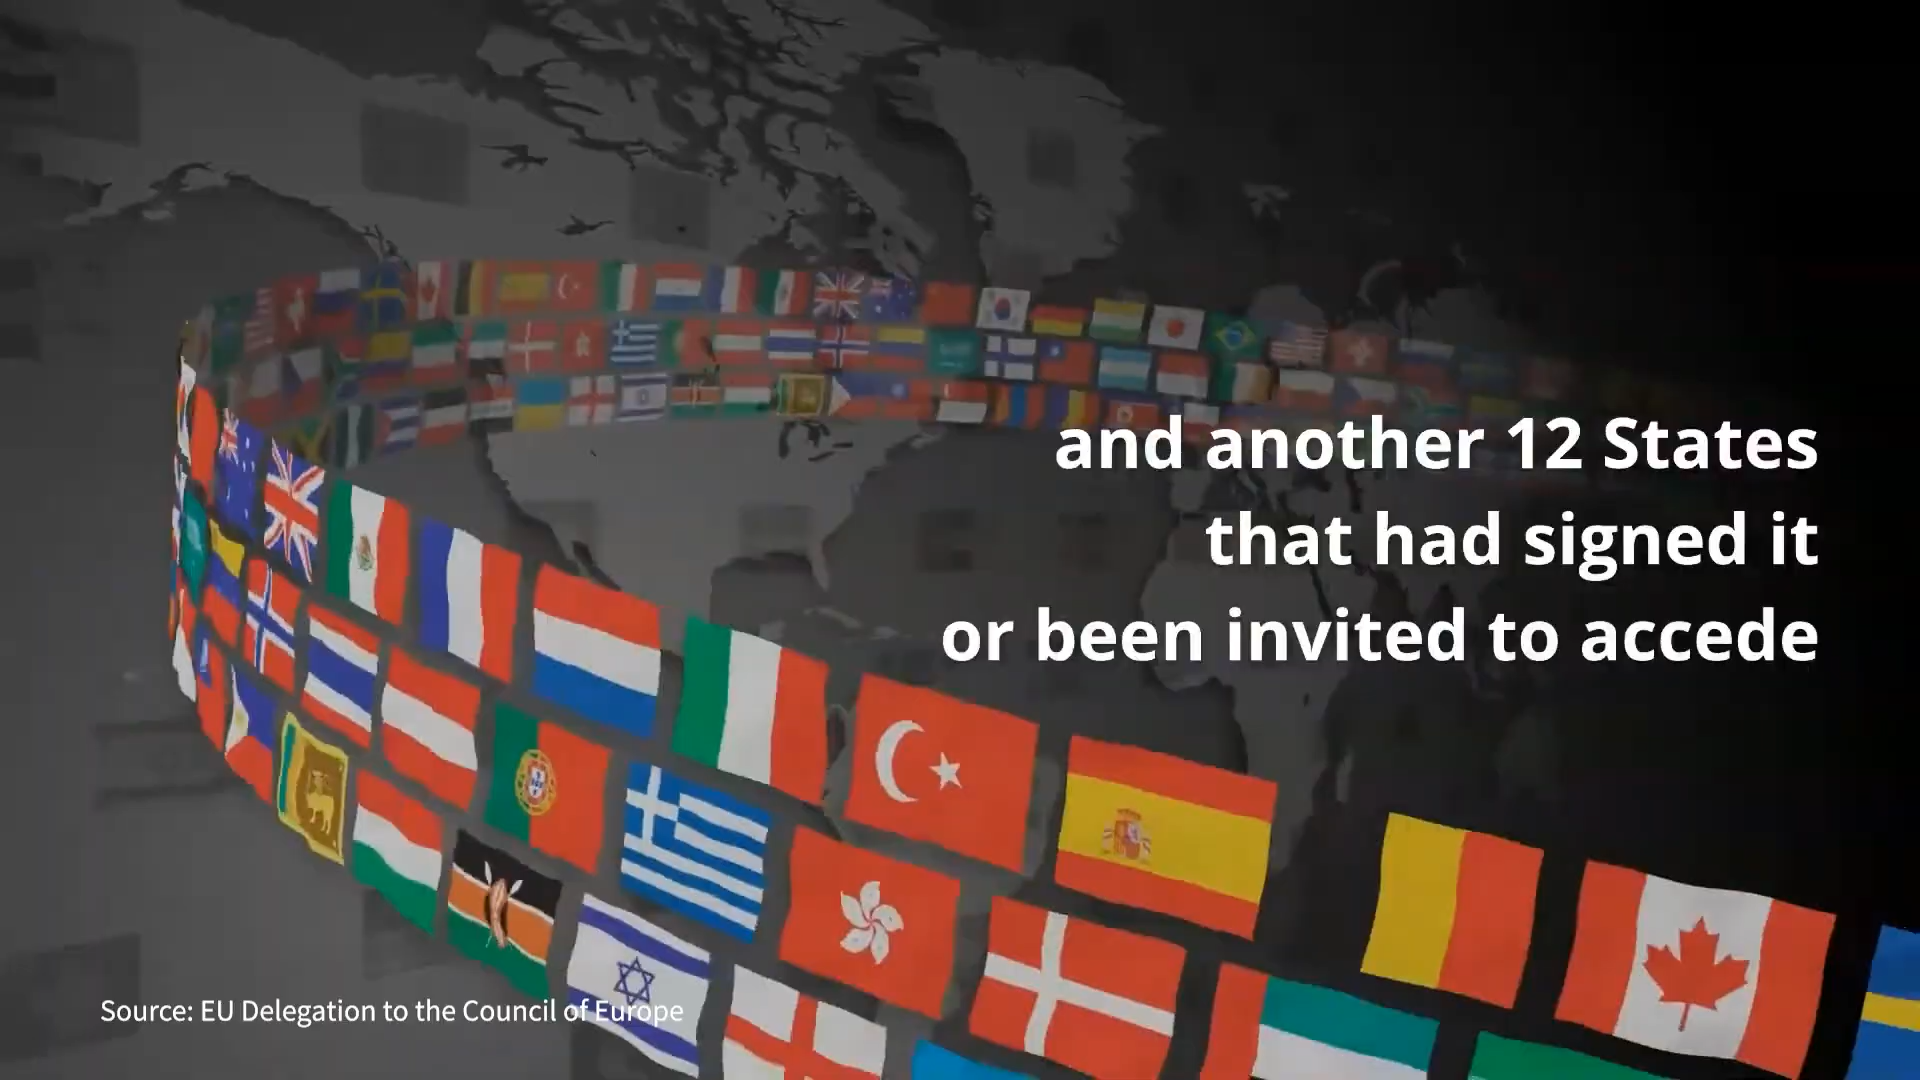 and another 12 States
that had signed it
or been invited to accede
Source: EU Delegation to the Council of Europe